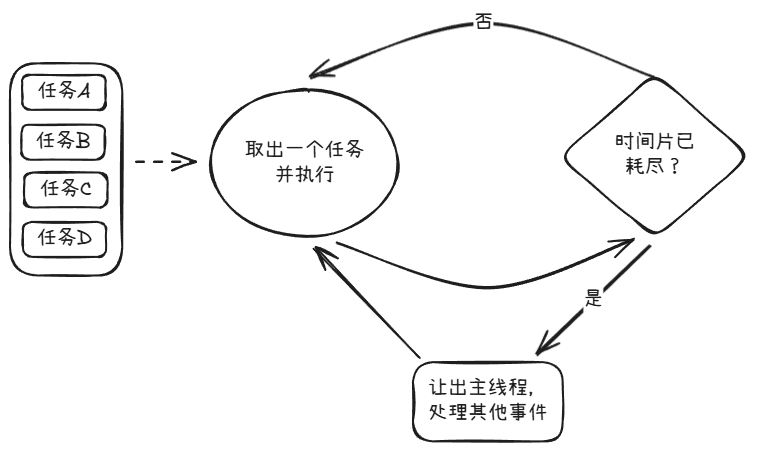 否
任务A
任务B
任务C
任务D
取出一个任务
并执行
时间片已
耗尽？
是
让出主线程，
处理其他事件